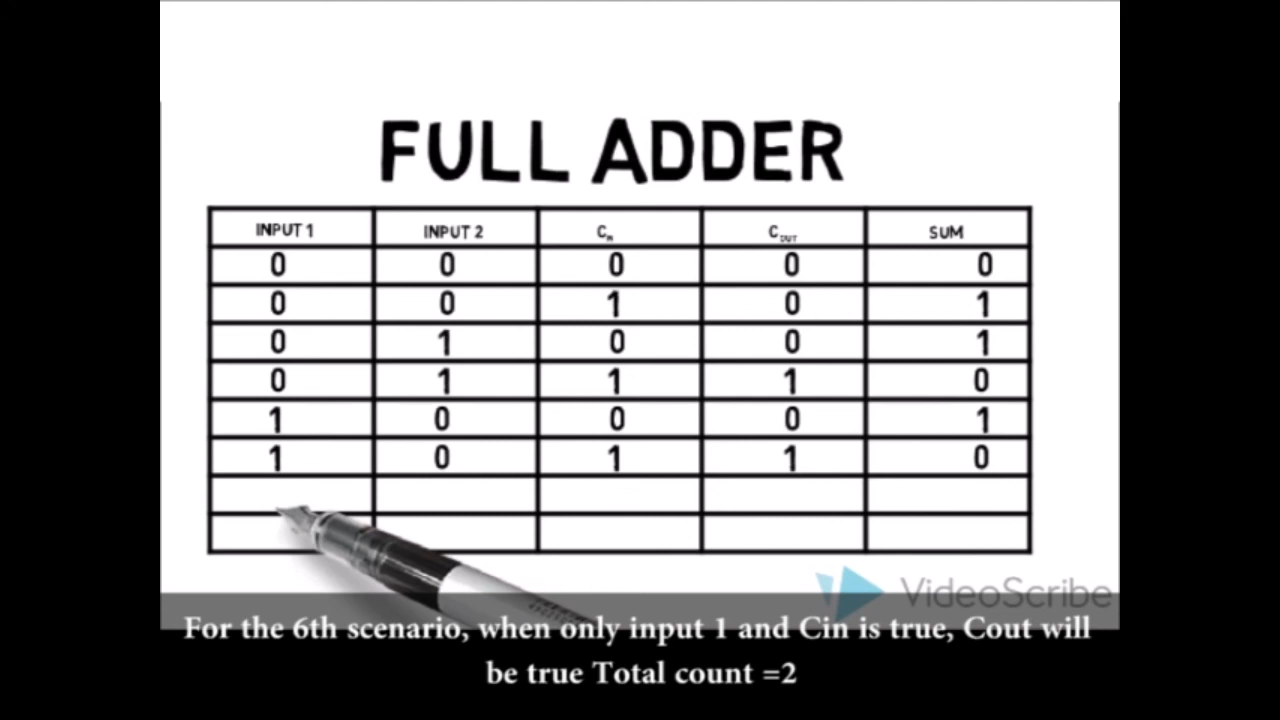 FULL ADDER
INPUT 1 INPUT 2 CIN COUT SUM
0 0 0 0 0
0 0 1 0 1
0 1 0 0 1
0 1 1 1 0
1 0 0 0 1
1 0 1 1 0
VideoScribe
For the 6th scenario, when only input 1 and Cin is true, Cout will
be true Total count =2